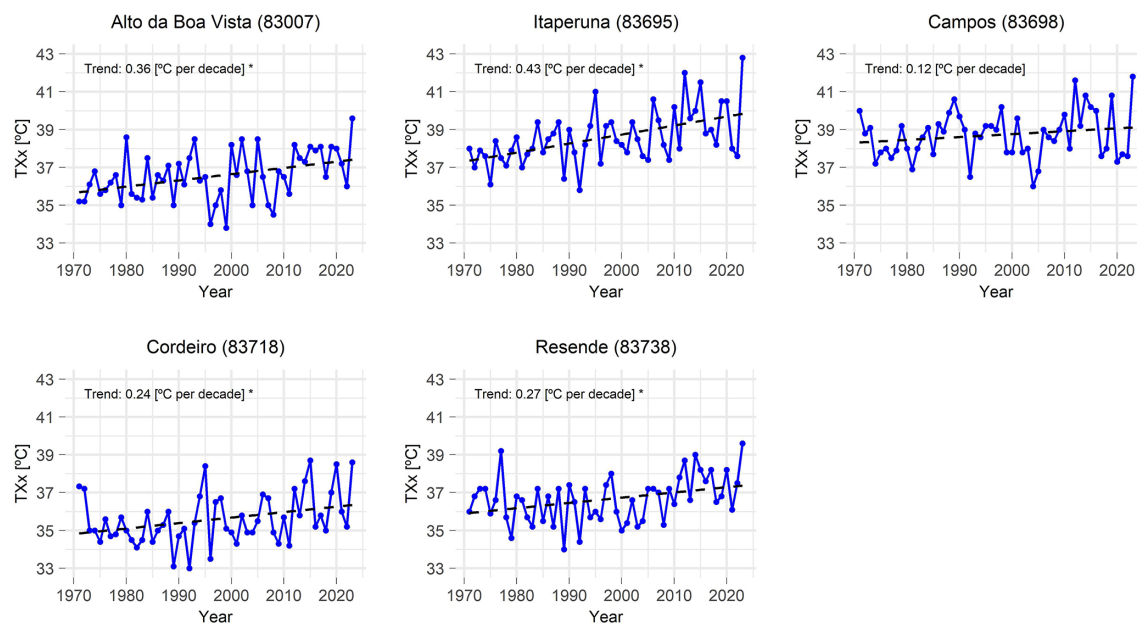 Alto da Boa Vista (83007)
Trend: 0.36 [ºC per decade] *
TXx [ºC]
43
41
39
37
35
33
1970 1980 1990 2000 2010 2020
Year
Itaperuna (83695)
Trend: 0.43 [ºC per decade] *
TXx [ºC]
43
41
39
37
35
33
1970 1980 1990 2000 2010 2020
Year
Campos (83698)
Trend: 0.12 [ºC per decade]
TXx [ºC]
43
41
39
37
35
33
1970 1980 1990 2000 2010 2020
Year
Cordeiro (83718)
Trend: 0.24 [ºC per decade] *
TXx [ºC]
43
41
39
37
35
33
1970 1980 1990 2000 2010 2020
Year
Resende (83738)
Trend: 0.27 [ºC per decade] *
TXx [ºC]
43
41
39
37
35
33
1970 1980 1990 2000 2010 2020
Year